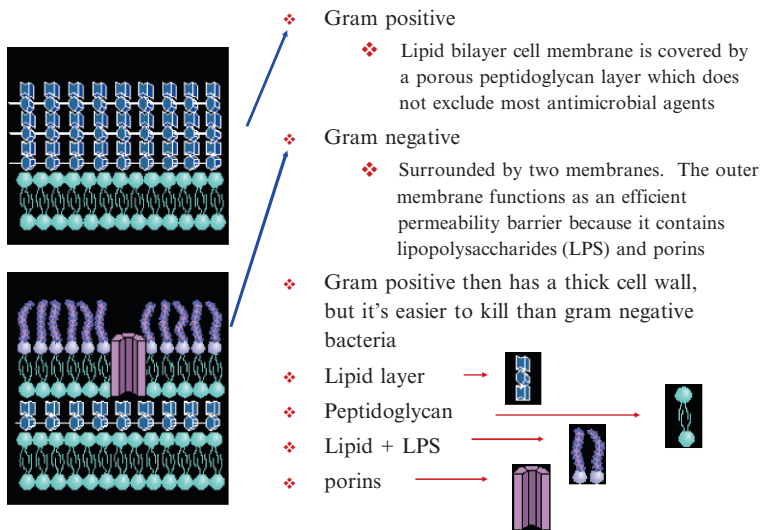 Gram positive
Lipid bilayer cell membrane is covered by
a porous peptidoglycan layer which does
not exclude most antimicrobial agents
Gram negative
Surrounded by two membranes. The outer
membrane functions as an efficient
permeability barrier because it contains
lipopolysaccharides (LPS) and porins
Gram positive then has a thick cell wall,
but it's easier to kill than gram negative
bacteria
Lipid layer
Peptidoglycan
Lipid + LPS
porins